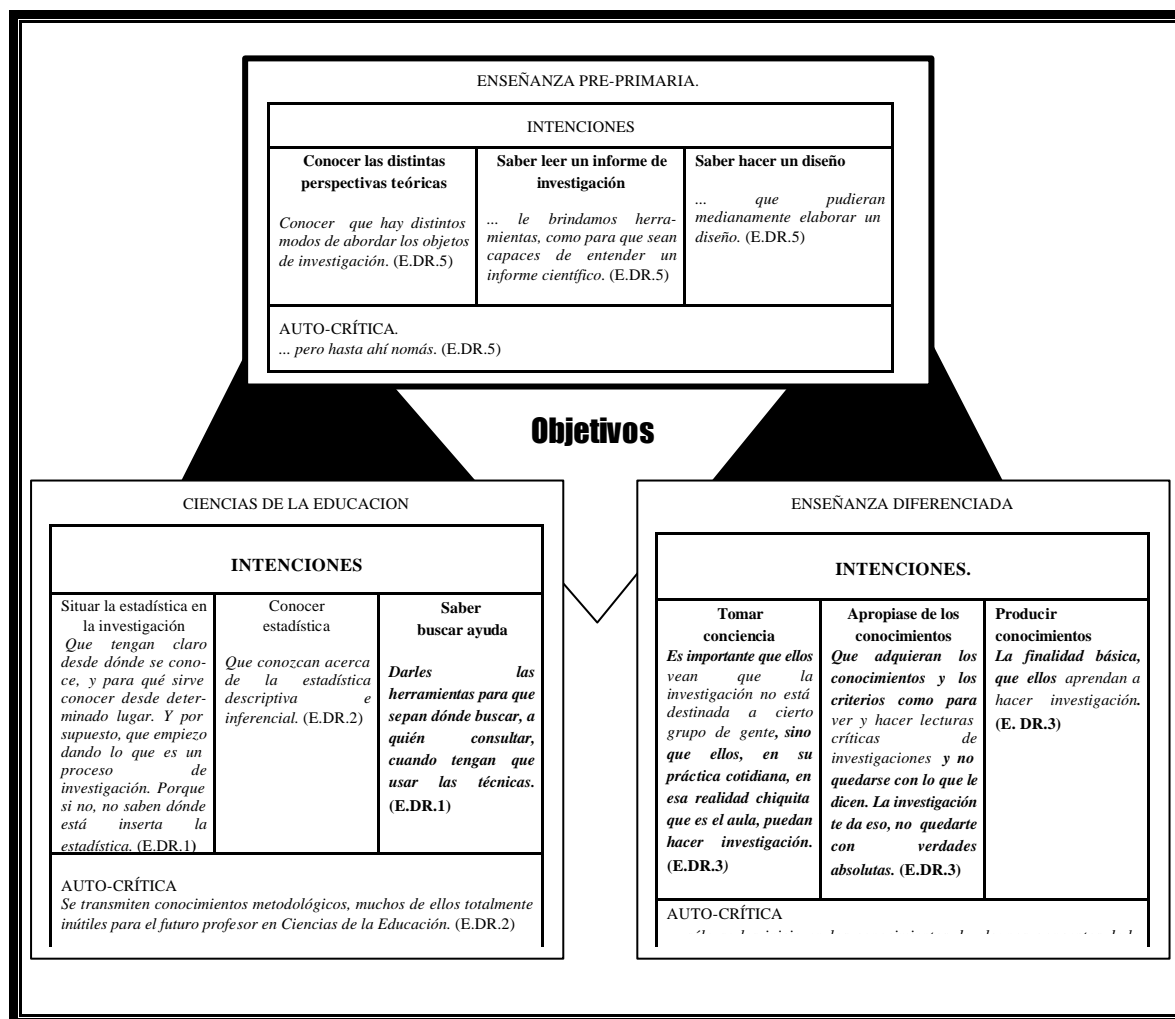 ENSEÑANZA PRE-PRIMARIA.
INTENCIONES
Conocer las distintas
perspectivas teóricas
Conocer que hay distintos
modos de abordar los objetos
de investigación. (E.DR.5)
Saber leer un informe de
investigación
... le brindamos herra-
mientas, como para que sean
capaces de entender un
informe científico. (E.DR.5)
Saber hacer un diseño
... que pudieran
medianamente elaborar un
diseño. (E.DR.5)
AUTO-CRÍTICA.
... pero hasta ahí nomás. (E.DR.5)
Objetivos
CIENCIAS DE LA EDUCACION
INTENCIONES
Situar la estadística en
la investigación
Que tengan claro
desde dónde se cono-
ce, y para qué sirve
conocer desde deter-
minado lugar. Y por
supuesto, que empiezo
dando lo que es un
proceso de
investigación. Porque
si no, no saben dónde
está inserta la
estadística. (E.DR.1)
Conocer
estadística
Que conozcan acerca
de la estadística
descriptiva e
inferencial. (E.DR.2)
Saber
buscar ayuda
Darles las
herramientas para que
sepan dónde buscar, a
quién consultar,
cuando tengan que
usar las técnicas.
(E.DR.1)
AUTO-CRÍTICA
Se transmiten conocimientos metodológicos, muchos de ellos totalmente
inútiles para el futuro profesor en Ciencias de la Educación. (E.DR.2)
ENSEÑANZA DIFERENCIADA
INTENCIONES.
Tomar
conciencia
Es importante que ellos
vean que la
investigación no está
destinada a cierto
grupo de gente, sino
que ellos, en su
práctica cotidiana, en
esa realidad chiquita
que es el aula, puedan
hacer investigación.
(E.DR.3)
Apropiase de los
conocimientos
Que adquieran los
conocimientos y los
criterios como para
ver y hacer lecturas
críticas de
investigaciones y no
quedarse con lo que le
dicen. La investigación
te da eso, no quedarte
con verdades
absolutas. (E.DR.3)
Producir
conocimientos
La finalidad básica,
que ellos aprendan a
hacer investigación.
(E. DR.3)
AUTO-CRÍTICA